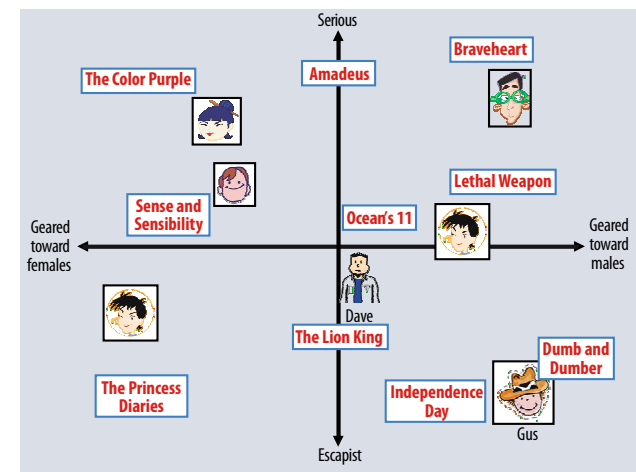 Serious
Braveheart
Amadeus
The Color Purple
Lethal Weapon
Sense and
Sensibility
Ocean's 11
Geared
toward
females
Geared
toward
males
Dave
The Lion King
Dumb and
Dumber
The Princess
Diaries
Independence
Day
Gus
Escapist